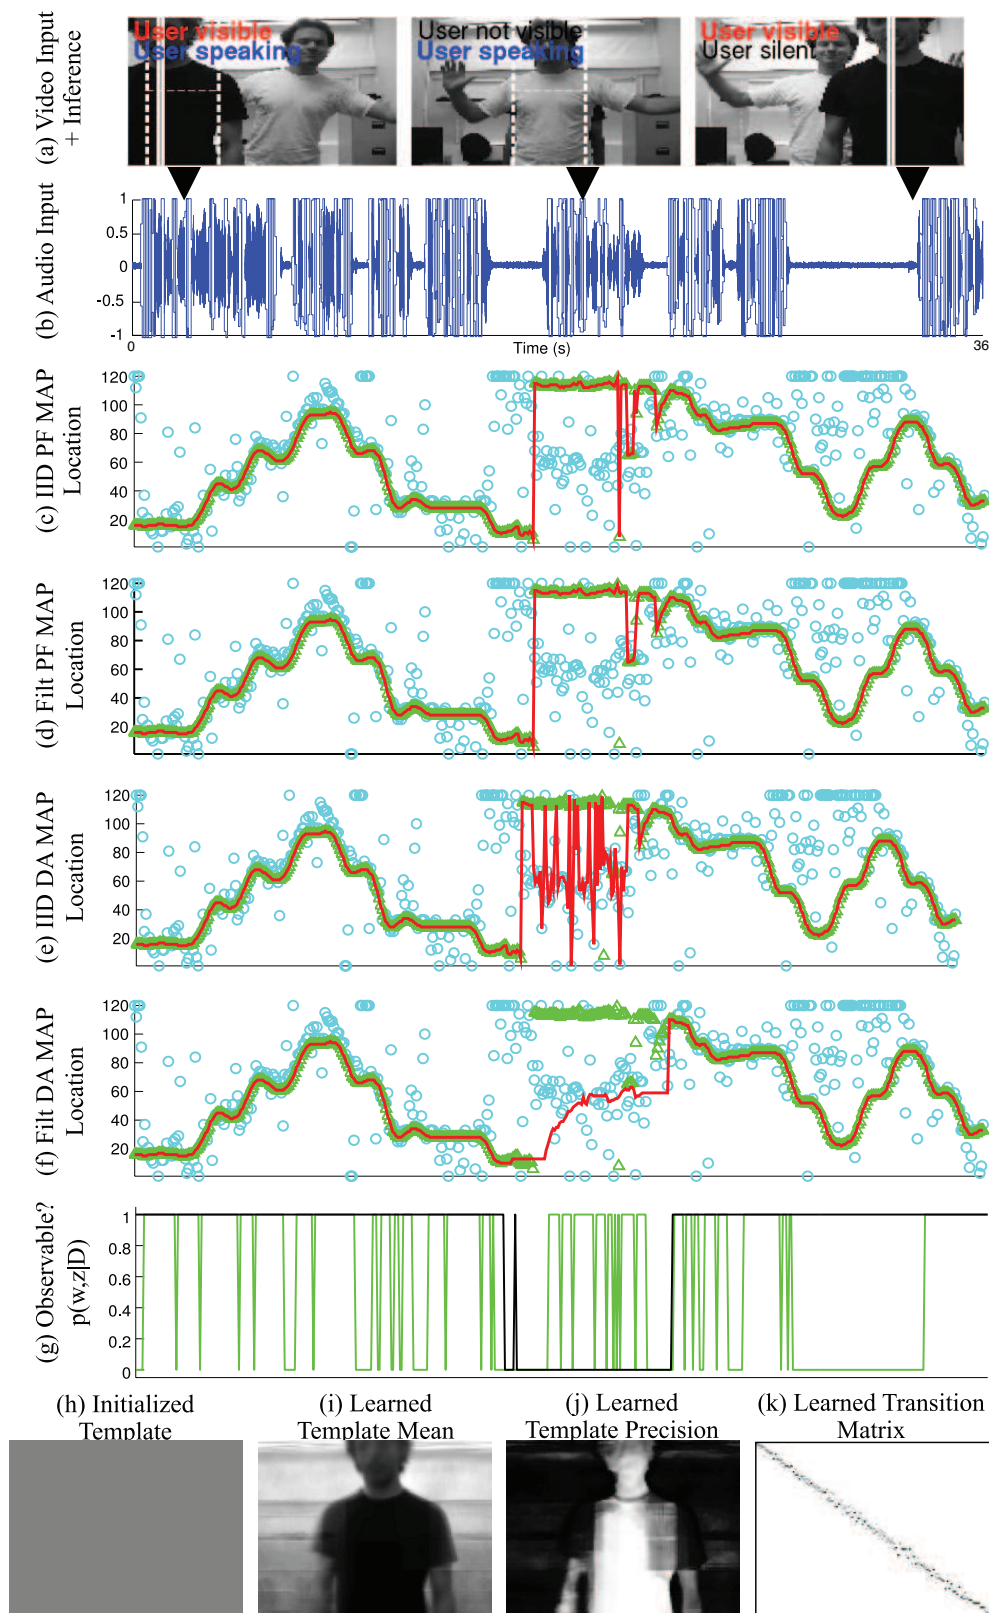 (a) Video Input
+ Inference
User visible
User speaking
User not visible
User speaking
User visible
User silent
(b) Audio Input
1
0.5
0
-0.5
-1
0
Time (s)
36
(c) IID PF MAP
Location
120
100
80
60
40
20
(d) Filt PF MAP
Location
120
100
80
60
40
20
(e) IID DA MAP
Location
120
100
80
60
40
20
(f) Filt DA MAP
Location
120
100
80
60
40
20
(g) Observable?
p(w,z|D)
1
0.8
0.6
0.4
0.2
0
(h) Initialized
Template
(i) Learned
Template Mean
(j) Learned
Template Precision
(k) Learned Transition
Matrix